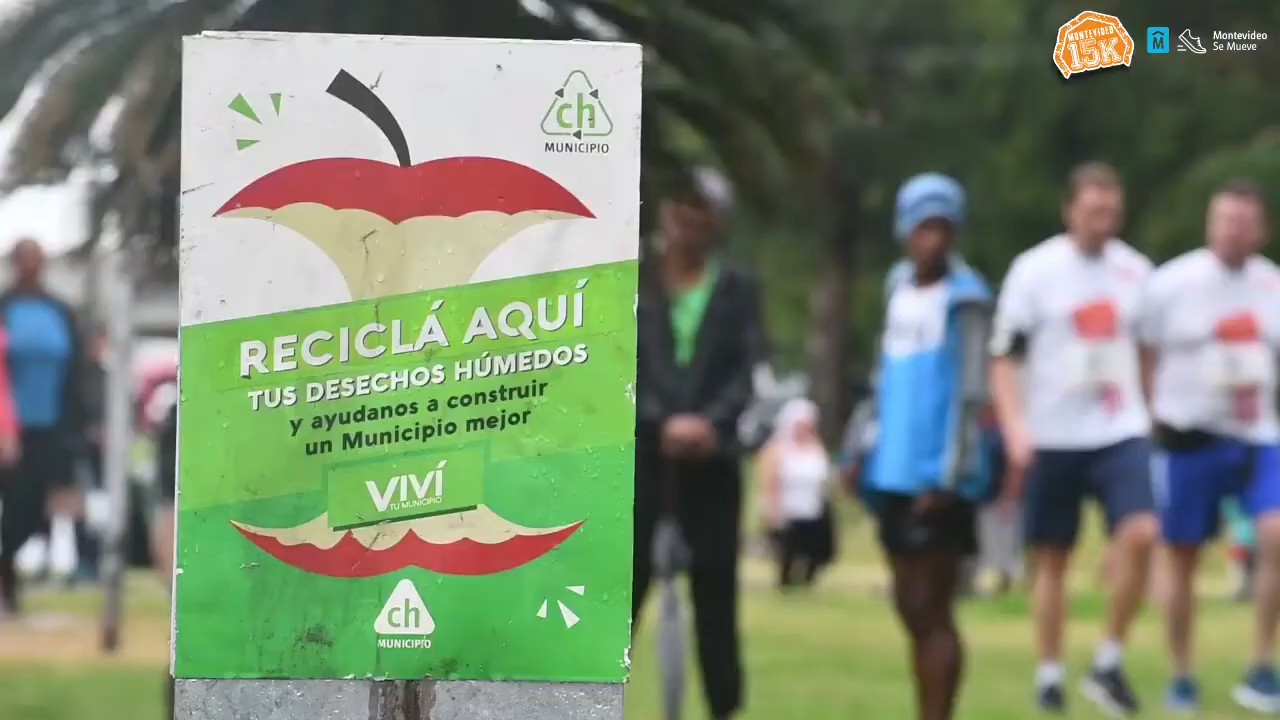 MONTEVIDEO
15K
M
Montevideo
Se Mueve
ch
MUNICIPIO
RECICLÁ AQUÍ
TUS DESECHOS HÚMEDOS
y ayudanos a construir
un Municipio mejor
VIVÍ
TU MUNICIPIO
ch
MUNICIPIO